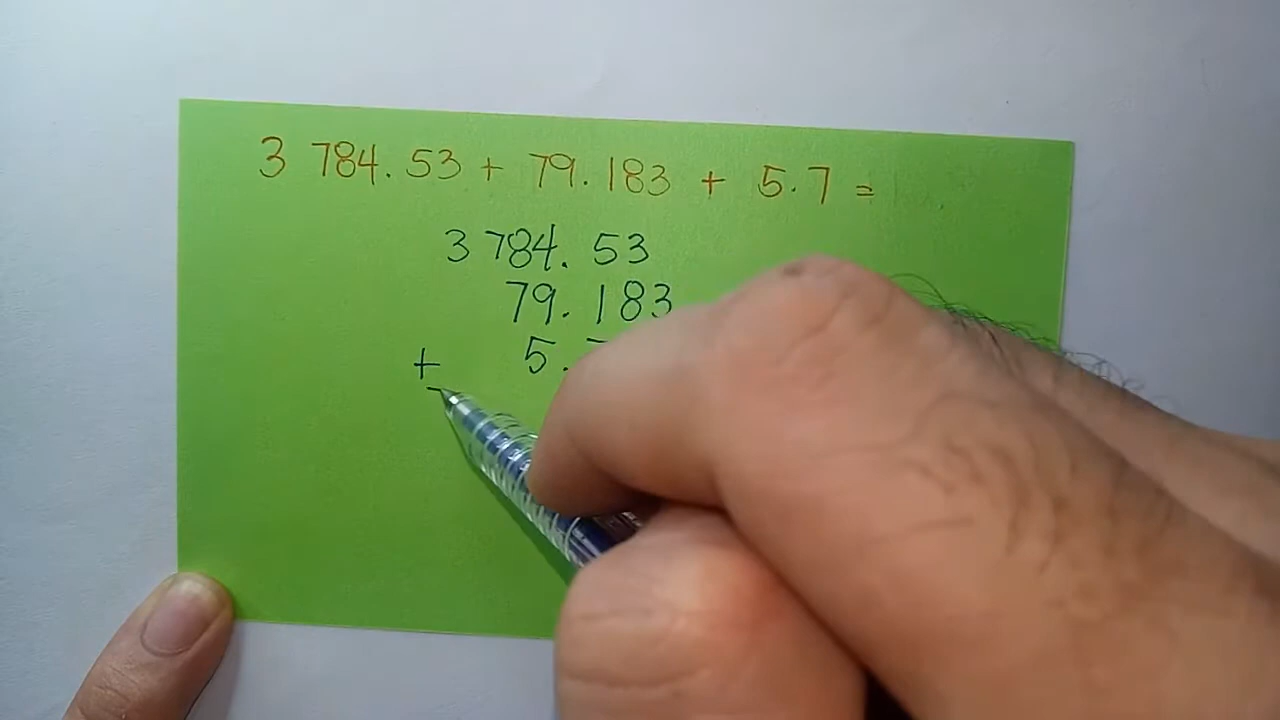 3 784.53 + 79.183 + 5.7 =
3 784.53
79.183
+ 5.